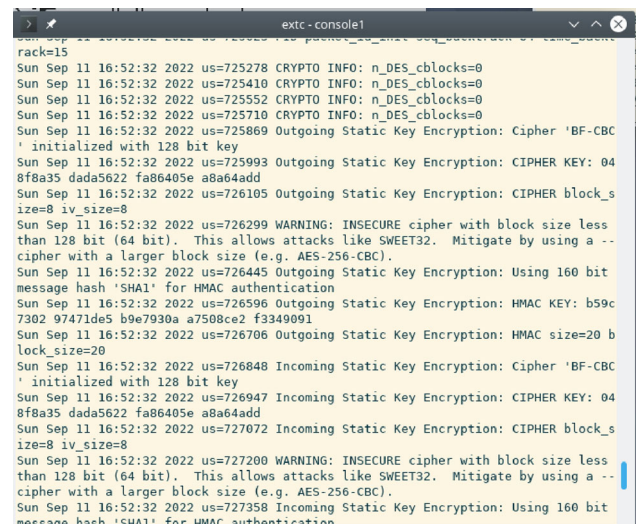 extc - console1
rack=15
Sun Sep 11 16:52:32 2022 us=725278 CRYPTO INFO: n_DES_cblocks=0
Sun Sep 11 16:52:32 2022 us=725410 CRYPTO INFO: n_DES_cblocks=0
Sun Sep 11 16:52:32 2022 us=725552 CRYPTO INFO: n_DES_cblocks=0
Sun Sep 11 16:52:32 2022 us=725710 CRYPTO INFO: n_DES_cblocks=0
Sun Sep 11 16:52:32 2022 us=725869 Outgoing Static Key Encryption: Cipher 'BF-CBC
' initialized with 128 bit key
Sun Sep 11 16:52:32 2022 us=725993 Outgoing Static Key Encryption: CIPHER KEY: 04
8f8a35 dada5622 fa86405e a8a64add
Sun Sep 11 16:52:32 2022 us=726105 Outgoing Static Key Encryption: CIPHER block_s
ize=8 iv_size=8
Sun Sep 11 16:52:32 2022 us=726299 WARNING: INSECURE cipher with block size less
than 128 bit (64 bit).  This allows attacks like SWEET32.  Mitigate by using a --
cipher with a larger block size (e.g. AES-256-CBC).
Sun Sep 11 16:52:32 2022 us=726445 Outgoing Static Key Encryption: Using 160 bit
message hash 'SHA1' for HMAC authentication
Sun Sep 11 16:52:32 2022 us=726596 Outgoing Static Key Encryption: HMAC KEY: b59c
7302 97471de5 b9e7930a a7508ce2 f3349091
Sun Sep 11 16:52:32 2022 us=726706 Outgoing Static Key Encryption: HMAC size=20 b
lock_size=20
Sun Sep 11 16:52:32 2022 us=726848 Incoming Static Key Encryption: Cipher 'BF-CBC
' initialized with 128 bit key
Sun Sep 11 16:52:32 2022 us=726947 Incoming Static Key Encryption: CIPHER KEY: 04
8f8a35 dada5622 fa86405e a8a64add
Sun Sep 11 16:52:32 2022 us=727072 Incoming Static Key Encryption: CIPHER block_s
ize=8 iv_size=8
Sun Sep 11 16:52:32 2022 us=727200 WARNING: INSECURE cipher with block size less
than 128 bit (64 bit).  This allows attacks like SWEET32.  Mitigate by using a --
cipher with a larger block size (e.g. AES-256-CBC).
Sun Sep 11 16:52:32 2022 us=727358 Incoming Static Key Encryption: Using 160 bit
message hash 'SHA1' for HMAC authentication